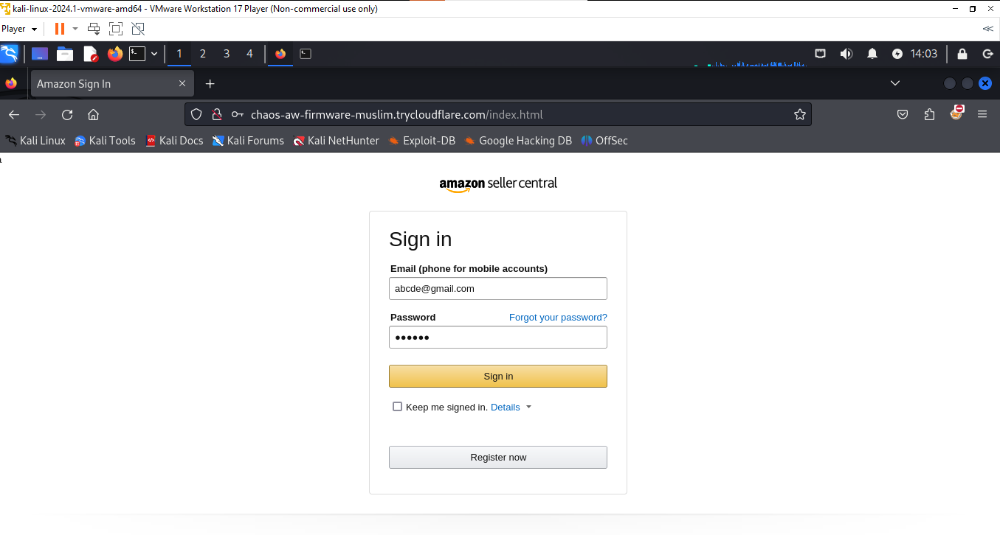 kali-linux-2024.1-vmware-amd64 - VMware Workstation 17 Player (Non-commercial use only)
Player
1 2 3 4 14:03
Amazon Sign In
chaos-aw-firmware-muslim.trycloudflare.com/index.html
Kali Linux Kali Tools Kali Docs Kali Forums Kali NetHunter Exploit-DB Google Hacking DB OffSec
a
amazon seller central
Sign in
Email (phone for mobile accounts)
abcde@gmail.com
Password Forgot your password?
Sign in
Keep me signed in. Details
Register now